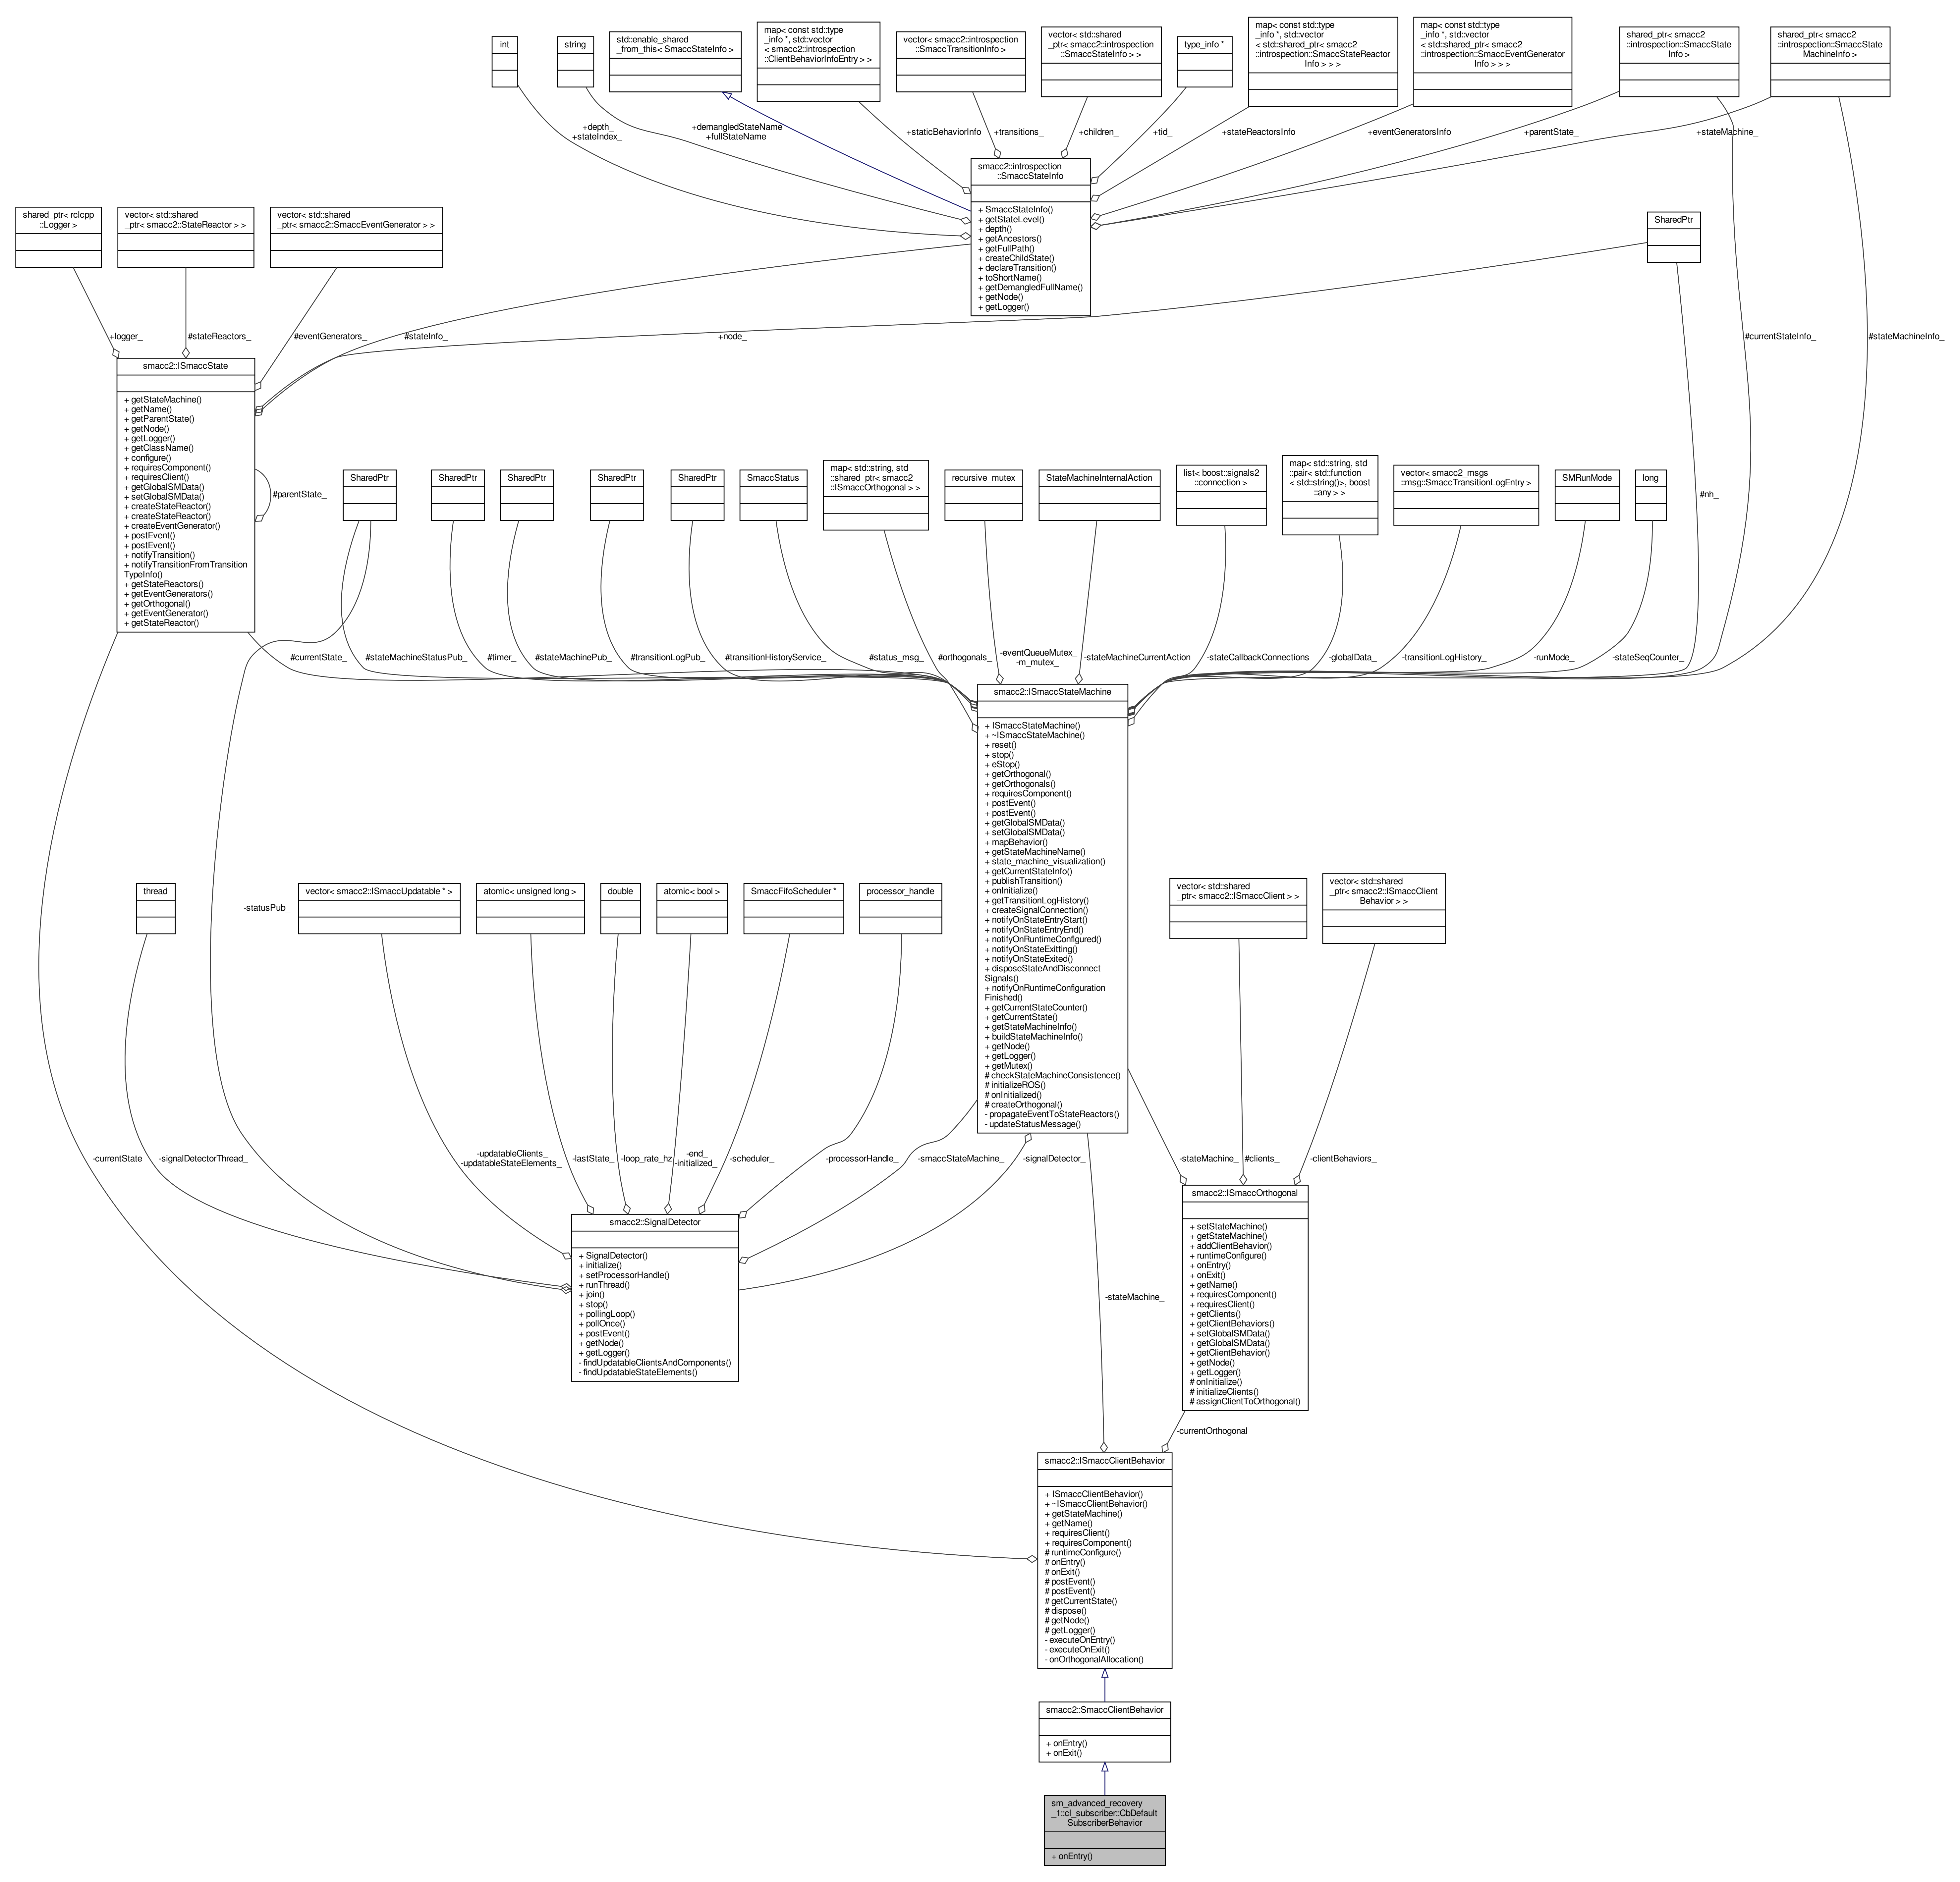 int
string
std::enable_shared
_from_this< SmaccStateInfo >
map< const std::type
_info *, std::vector
< smacc2::introspection
::ClientBehaviorInfoEntry > >
vector< smacc2::introspection
::SmaccTransitionInfo >
vector< std::shared
_ptr< smacc2::introspection
::SmaccStateInfo > >
type_info *
map< const std::type
_info *, std::vector
< std::shared_ptr< smacc2
::introspection::SmaccStateReactor
Info > > >
map< const std::type
_info *, std::vector
< std::shared_ptr< smacc2
::introspection::SmaccEventGenerator
Info > > >
shared_ptr< smacc2
::introspection::SmaccState
Info >
shared_ptr< smacc2
::introspection::SmaccState
MachineInfo >
+depth_
+stateIndex_
+demangledStateName
+fullStateName
+staticBehaviorInfo
+transitions_
+children_
+tid_
+stateReactorsInfo
+eventGeneratorsInfo
+parentState_
+stateMachine_
smacc2::introspection
::SmaccStateInfo
+ SmaccStateInfo()
+ getStateLevel()
+ depth()
+ getAncestors()
+ getFullPath()
+ createChildState()
+ declareTransition()
+ toShortName()
+ getDemangledFullName()
+ getNode()
+ getLogger()
shared_ptr< rclcpp
::Logger >
vector< std::shared
_ptr< smacc2::StateReactor > >
vector< std::shared
_ptr< smacc2::SmaccEventGenerator > >
SharedPtr
+logger_
#stateReactors_
#eventGenerators_
#stateInfo_
+node_
#currentStateInfo_
#stateMachineInfo_
smacc2::ISmaccState
+ getStateMachine()
+ getName()
+ getParentState()
+ getNode()
+ getLogger()
+ getClassName()
+ configure()
+ requiresComponent()
+ requiresClient()
+ getGlobalSMData()
+ setGlobalSMData()
+ createStateReactor()
+ createStateReactor()
+ createEventGenerator()
+ postEvent()
+ postEvent()
+ notifyTransition()
+ notifyTransitionFromTransition
TypeInfo()
+ getStateReactors()
+ getEventGenerators()
+ getOrthogonal()
+ getEventGenerator()
+ getStateReactor()
#parentState_
SharedPtr
SharedPtr
SharedPtr
SharedPtr
SharedPtr
SmaccStatus
map< std::string, std
::shared_ptr< smacc2
::ISmaccOrthogonal > >
recursive_mutex
StateMachineInternalAction
list< boost::signals2
::connection >
map< std::string, std
::pair< std::function
< std::string()>, boost
::any > >
vector< smacc2_msgs
::msg::SmaccTransitionLogEntry >
SMRunMode
long
#nh_
#currentState_
#stateMachineStatusPub_
#timer_
#stateMachinePub_
#transitionLogPub_
#transitionHistoryService_
#status_msg_
#orthogonals_
-eventQueueMutex_
-m_mutex_
-stateMachineCurrentAction
-stateCallbackConnections
-globalData_
-transitionLogHistory_
-runMode_
-stateSeqCounter_
smacc2::ISmaccStateMachine
+ ISmaccStateMachine()
+ ~ISmaccStateMachine()
+ reset()
+ stop()
+ eStop()
+ getOrthogonal()
+ getOrthogonals()
+ requiresComponent()
+ postEvent()
+ postEvent()
+ getGlobalSMData()
+ setGlobalSMData()
+ mapBehavior()
+ getStateMachineName()
+ state_machine_visualization()
+ getCurrentStateInfo()
+ publishTransition()
+ onInitialize()
+ getTransitionLogHistory()
+ createSignalConnection()
+ notifyOnStateEntryStart()
+ notifyOnStateEntryEnd()
+ notifyOnRuntimeConfigured()
+ notifyOnStateExitting()
+ notifyOnStateExited()
+ disposeStateAndDisconnect
Signals()
+ notifyOnRuntimeConfiguration
Finished()
+ getCurrentStateCounter()
+ getCurrentState()
+ getStateMachineInfo()
+ buildStateMachineInfo()
+ getNode()
+ getLogger()
+ getMutex()
# checkStateMachineConsistence()
# initializeROS()
# onInitialized()
# createOrthogonal()
- propagateEventToStateReactors()
- updateStatusMessage()
thread
-statusPub_
vector< smacc2::ISmaccUpdatable * >
atomic< unsigned long >
double
atomic< bool >
SmaccFifoScheduler *
processor_handle
vector< std::shared
_ptr< smacc2::ISmaccClient > >
vector< std::shared
_ptr< smacc2::ISmaccClient
Behavior > >
-currentState
-signalDetectorThread_
-updatableClients_
-updatableStateElements_
-lastState_
-loop_rate_hz
-end_
-initialized_
-scheduler_
-processorHandle_
-smaccStateMachine_
-signalDetector_
-stateMachine_
#clients_
-clientBehaviors_
smacc2::SignalDetector
+ SignalDetector()
+ initialize()
+ setProcessorHandle()
+ runThread()
+ join()
+ stop()
+ pollingLoop()
+ pollOnce()
+ postEvent()
+ getNode()
+ getLogger()
- findUpdatableClientsAndComponents()
- findUpdatableStateElements()
smacc2::ISmaccOrthogonal
+ setStateMachine()
+ getStateMachine()
+ addClientBehavior()
+ runtimeConfigure()
+ onEntry()
+ onExit()
+ getName()
+ requiresComponent()
+ requiresClient()
+ getClients()
+ getClientBehaviors()
+ setGlobalSMData()
+ getGlobalSMData()
+ getClientBehavior()
+ getNode()
+ getLogger()
# onInitialize()
# initializeClients()
# assignClientToOrthogonal()
-stateMachine_
-currentOrthogonal
smacc2::ISmaccClientBehavior
+ ISmaccClientBehavior()
+ ~ISmaccClientBehavior()
+ getStateMachine()
+ getName()
+ requiresClient()
+ requiresComponent()
# runtimeConfigure()
# onEntry()
# onExit()
# postEvent()
# postEvent()
# getCurrentState()
# dispose()
# getNode()
# getLogger()
- executeOnEntry()
- executeOnExit()
- onOrthogonalAllocation()
smacc2::SmaccClientBehavior
+ onEntry()
+ onExit()
sm_advanced_recovery
_1::cl_subscriber::CbDefault
SubscriberBehavior
+ onEntry()